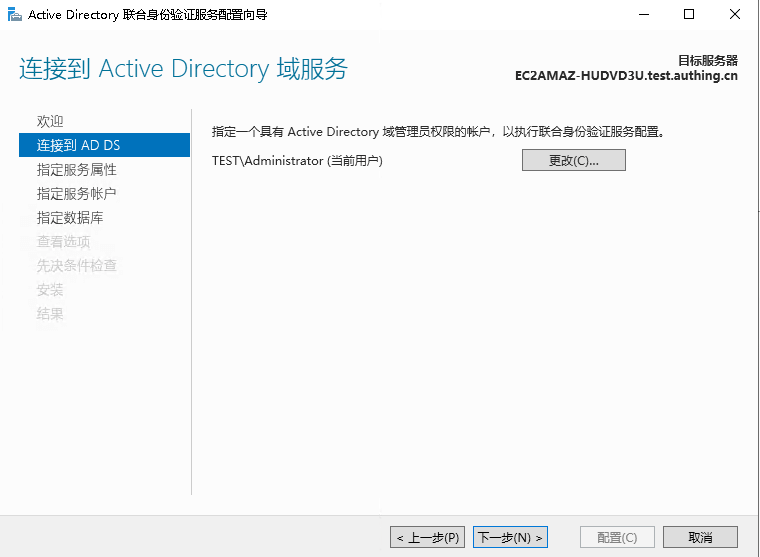 Active Directory 联合身份验证服务配置向导
连接到 Active Directory 域服务
目标服务器
EC2AMAZ-HUDVD3U.test.authing.cn
欢迎
连接到 AD DS
指定服务属性
指定服务帐户
指定数据库
查看选项
先决条件检查
安装
结果
指定一个具有 Active Directory 域管理员权限的帐户，以执行联合身份验证服务配置。
TEST\Administrator (当前用户)
更改(C)...
< 上一步(P)
下一步(N) >
配置(C)
取消